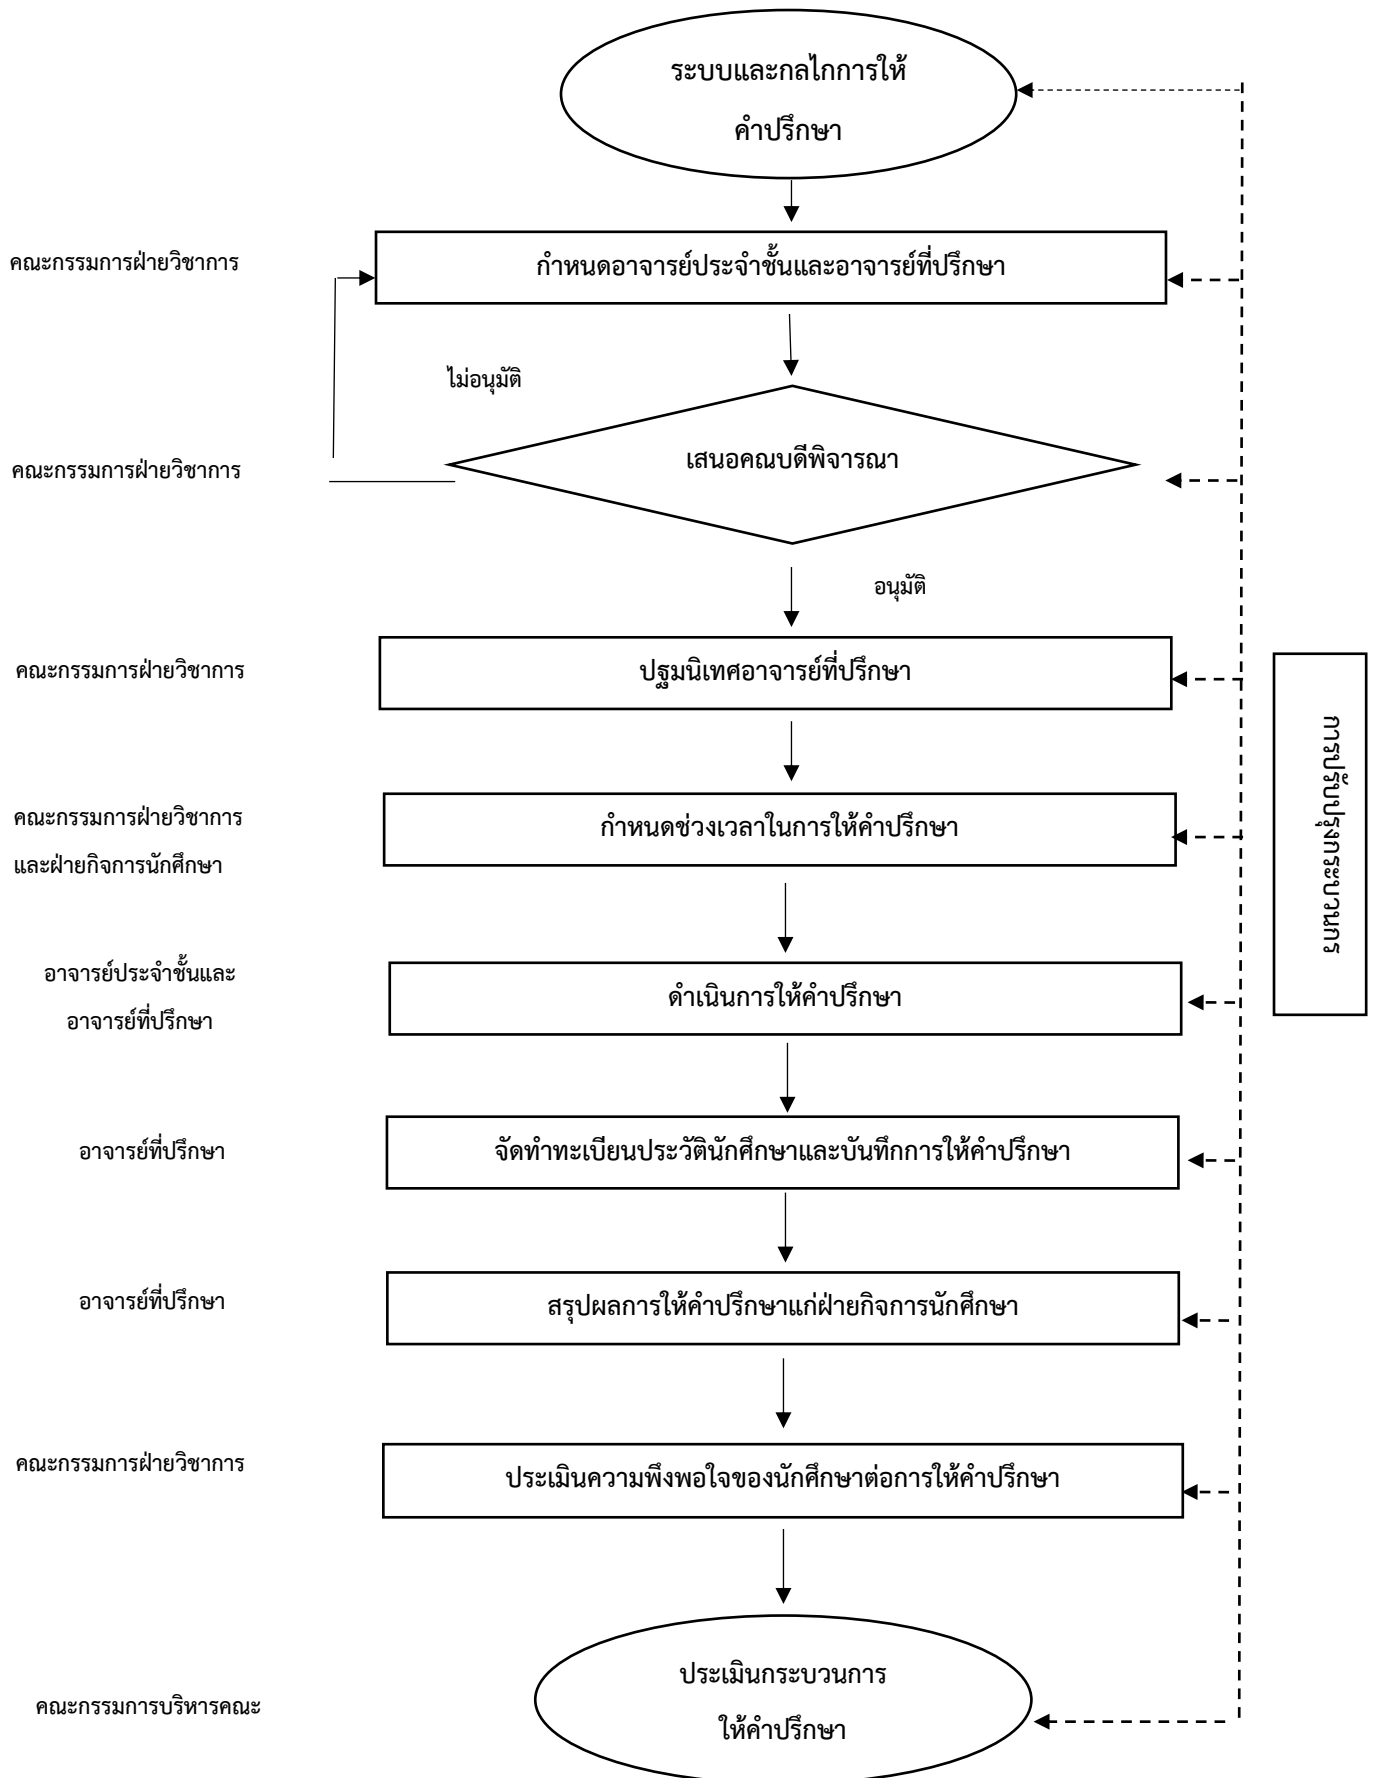 ระบบและกลไกการให้
คำปรึกษา
คณะกรรมการฝ่ายวิชาการ
กำหนดอาจารย์ประจำชั้นและอาจารย์ที่ปรึกษา
ไม่อนุมัติ
คณะกรรมการฝ่ายวิชาการ
เสนอคณบดีพิจารณา
อนุมัติ
คณะกรรมการฝ่ายวิชาการ
ปฐมนิเทศอาจารย์ที่ปรึกษา
คณะกรรมการฝ่ายวิชาการ
และฝ่ายกิจการนักศึกษา
กำหนดช่วงเวลาในการให้คำปรึกษา
การปรับปรุงกระบวนกร
อาจารย์ประจำชั้นและ
อาจารย์ที่ปรึกษา
ดำเนินการให้คำปรึกษา
อาจารย์ที่ปรึกษา
จัดทำทะเบียนประวัตินักศึกษาและบันทึกการให้คำปรึกษา
อาจารย์ที่ปรึกษา
สรุปผลการให้คำปรึกษาแก่ฝ่ายกิจการนักศึกษา
คณะกรรมการฝ่ายวิชาการ
ประเมินความพึงพอใจของนักศึกษาต่อการให้คำปรึกษา
คณะกรรมการบริหารคณะ
ประเมินกระบวนการ
ให้คำปรึกษา